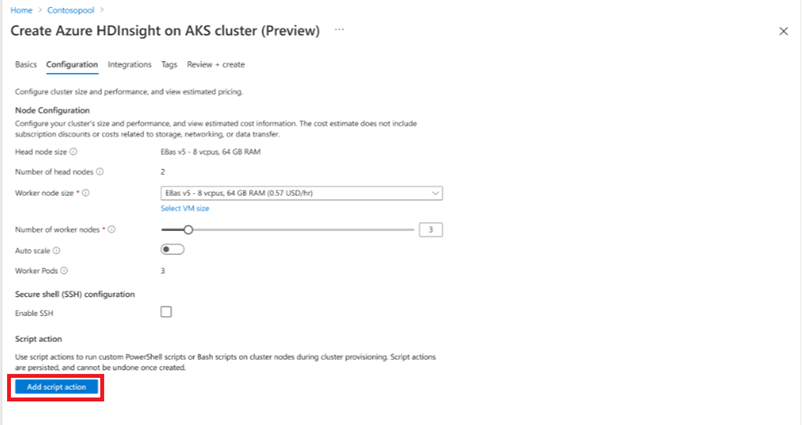 Home > Contosopool >
Create Azure HDInsight on AKS cluster (Preview) ...
Basics Configuration Integrations Tags Review + create
Configure cluster size and performance, and view estimated pricing.
Node Configuration
Configure your cluster's size and performance, and view estimated cost information. The cost estimate does not include
subscription discounts or costs related to storage, networking, or data transfer.
Head node size E8as v5 - 8 vcpus, 64 GB RAM
Number of head nodes 2
Worker node size * E8as v5 - 8 vcpus, 64 GB RAM (0.57 USD/hr)
Select VM size
Number of worker nodes * 3
Auto scale
Worker Pods 3
Secure shell (SSH) configuration
Enable SSH
Script action
Use script actions to run custom PowerShell scripts or Bash scripts on cluster nodes during cluster provisioning. Script actions
are persisted, and cannot be undone once created.
Add script action